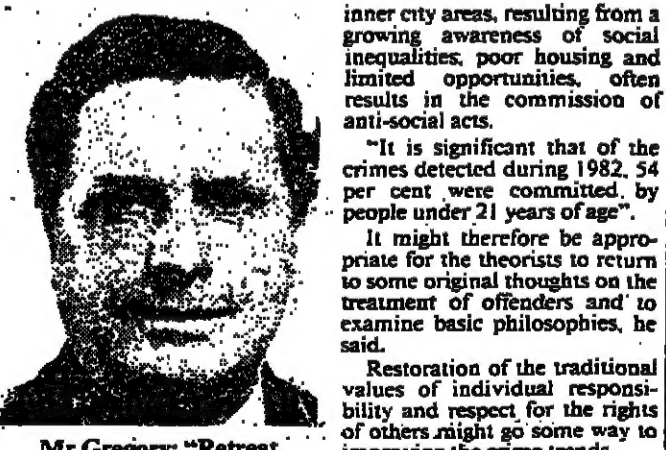 inner city areas, resulting from a
growing awareness of social
inequalities, poor housing and
limited opportunities, often
results in the commission of
anti-social acts.
"It is significant that of the
crimes detected during 1982, 54
per cent were committed by
people under 21 years of age".
It might therefore be appro-
priate for the theorists to return
to some original thoughts on the
treatment of offenders and to
examine basic philosophies, he
said.
Restoration of the traditional
values of individual responsi-
bility and respect for the rights
of others might go some way to
improving the crime trends
Mr Gregory: "Retreat